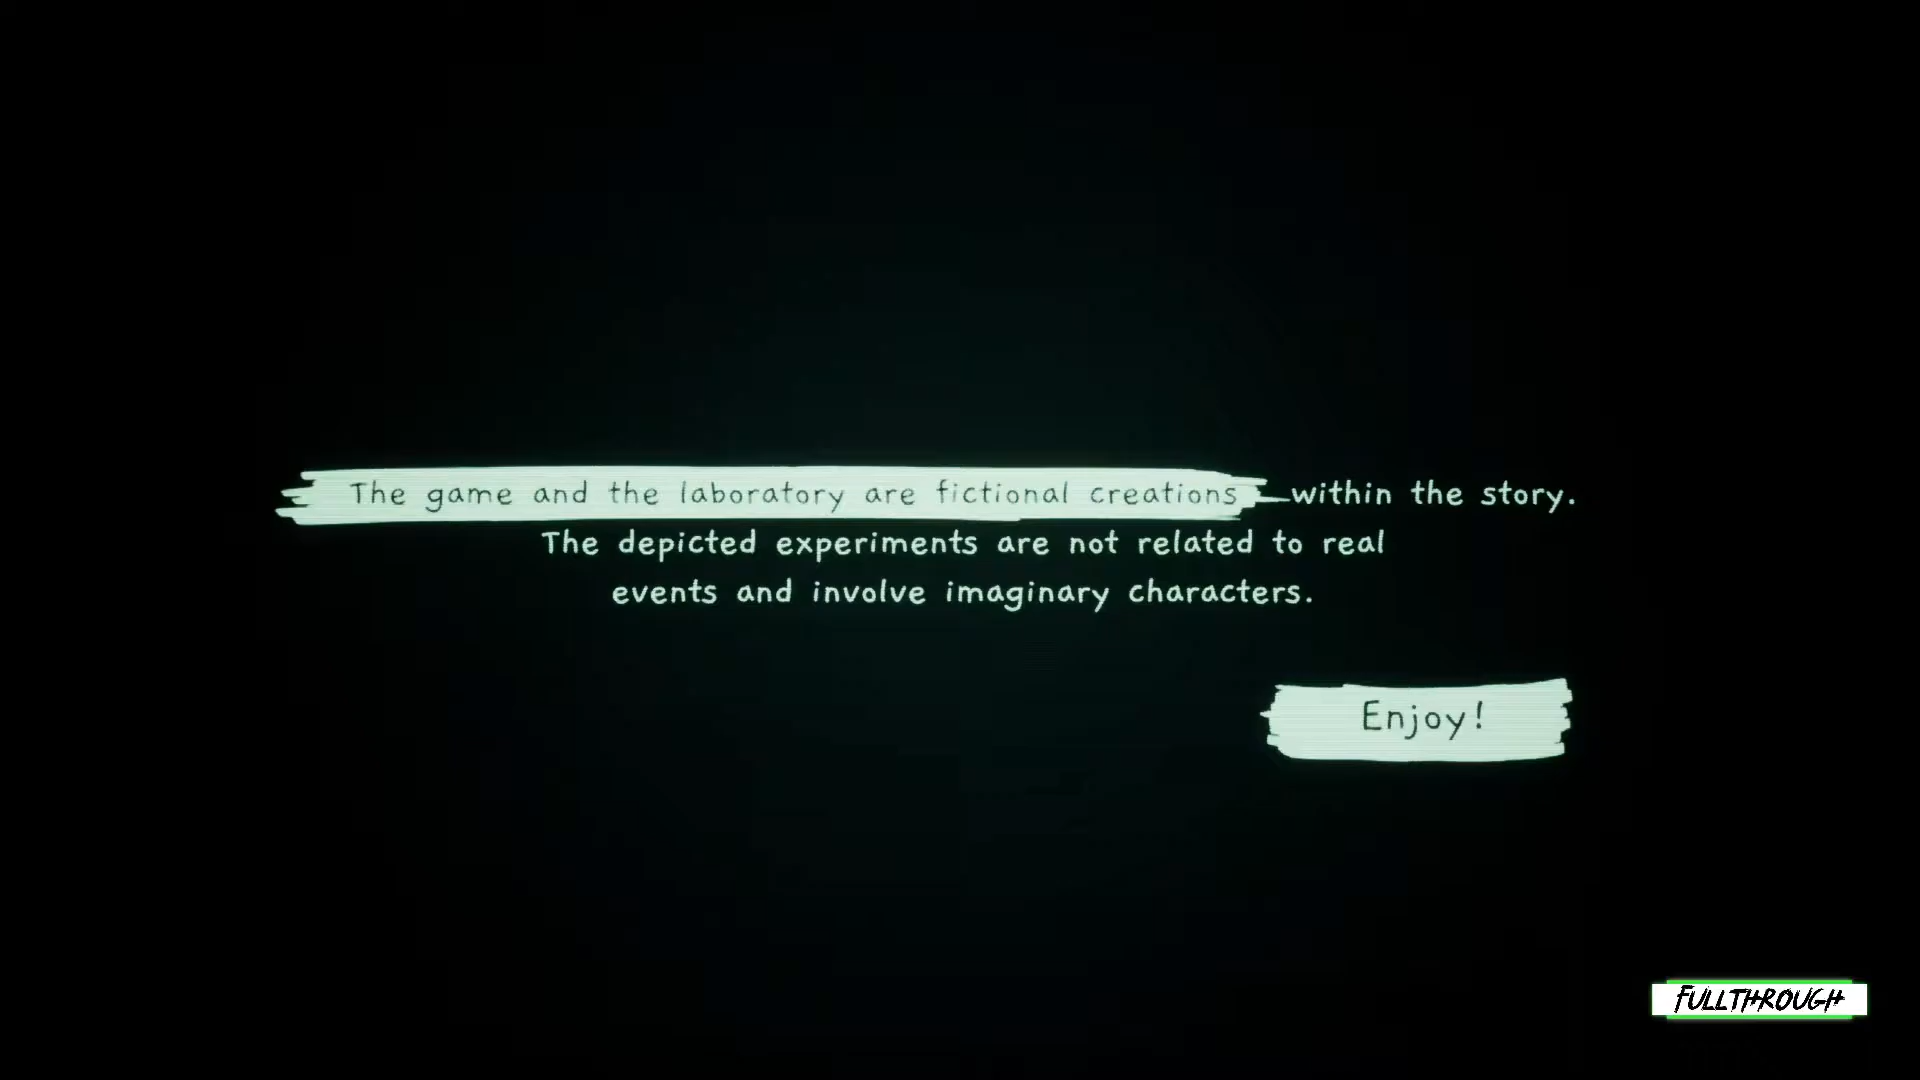 The game and the laboratory are fictional creations within the story.
The depicted experiments are not related to real
events and involve imaginary characters.
Enjoy!
FULLTHROUGH